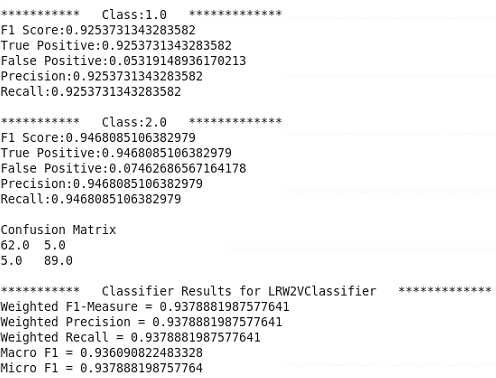 ***********   Class:1.0   *************
F1 Score:0.9253731343283582
True Positive:0.9253731343283582
False Positive:0.05319148936170213
Precision:0.9253731343283582
Recall:0.9253731343283582
***********   Class:2.0   *************
F1 Score:0.9468085106382979
True Positive:0.9468085106382979
False Positive:0.07462686567164178
Precision:0.9468085106382979
Recall:0.9468085106382979
Confusion Matrix
62.0  5.0
5.0   89.0
***********   Classifier Results for LRW2VClassifier   *************
Weighted F1-Measure = 0.9378881987577641
Weighted Precision = 0.9378881987577641
Weighted Recall = 0.9378881987577641
Macro F1 = 0.936090822483328
Micro F1 = 0.937888198757764